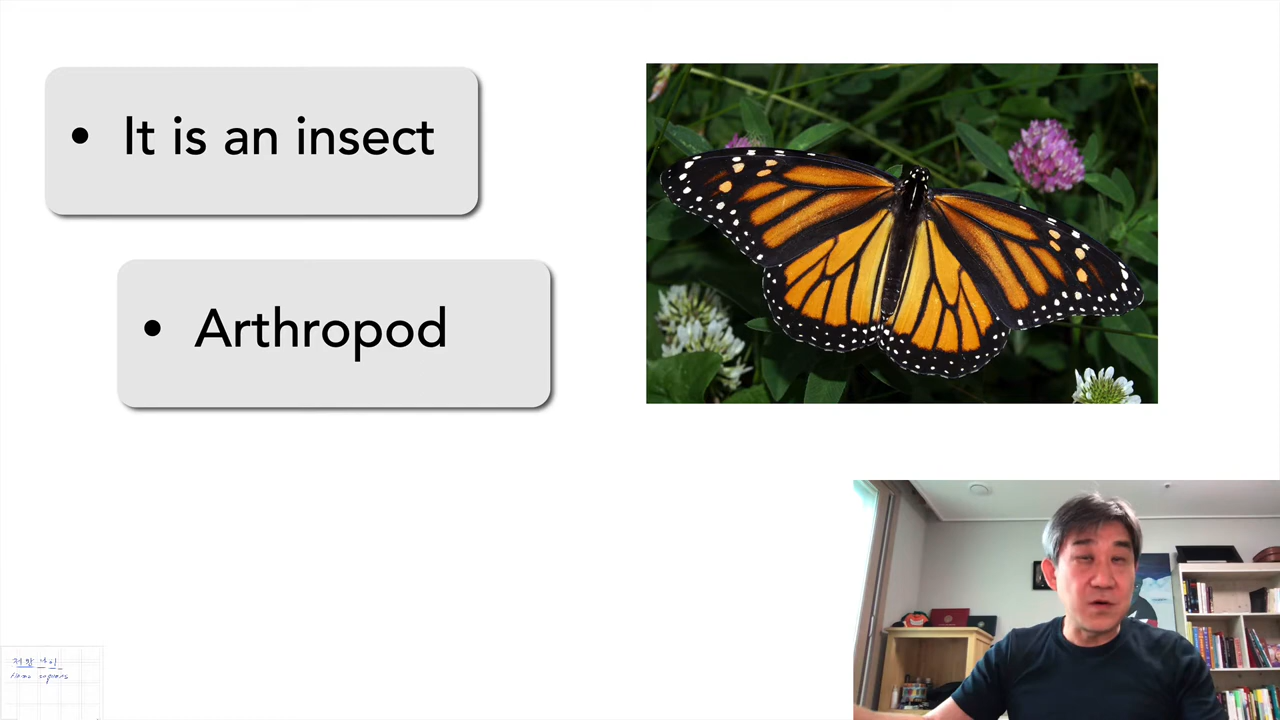 • It is an insect
• Arthropod